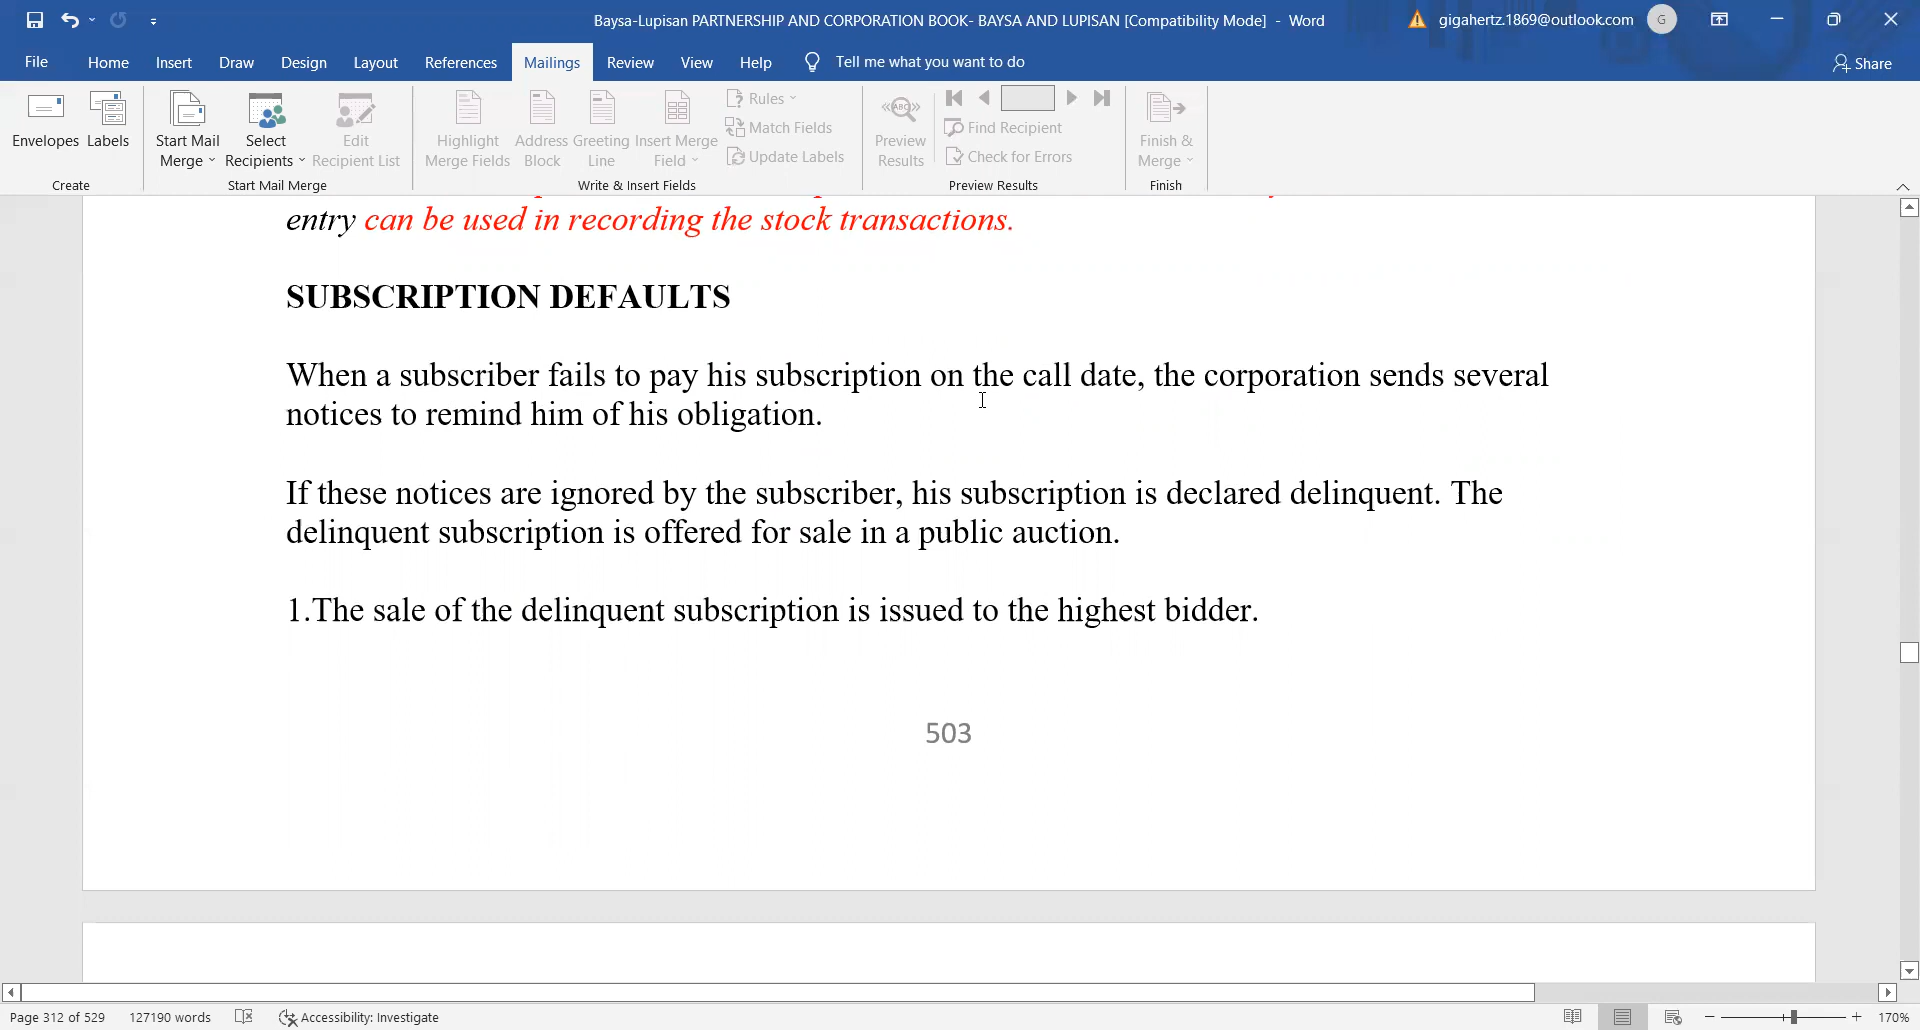 Baysa-Lupisan PARTNERSHIP AND CORPORATION BOOK- BAYSA AND LUPISAN [Compatibility Mode] - Word
gigahertz.1869@outlook.com
G
File
Home
Insert
Draw
Design
Layout
References
Mailings
Review
View
Help
Tell me what you want to do
Share
Envelopes
Labels
Start Mail
Merge
Select
Recipients
Edit
Recipient List
Highlight
Merge Fields
Address
Block
Greeting
Line
Insert Merge
Field
Rules
Match Fields
Update Labels
ABC
Preview
Results
Find Recipient
Check for Errors
Finish &
Merge
Create
Start Mail Merge
Write & Insert Fields
Preview Results
Finish
entry can be used in recording the stock transactions.
SUBSCRIPTION DEFAULTS
When a subscriber fails to pay his subscription on the call date, the corporation sends several
notices to remind him of his obligation.
If these notices are ignored by the subscriber, his subscription is declared delinquent. The
delinquent subscription is offered for sale in a public auction.
1.The sale of the delinquent subscription is issued to the highest bidder.
503
Page 312 of 529
127190 words
Accessibility: Investigate
170%